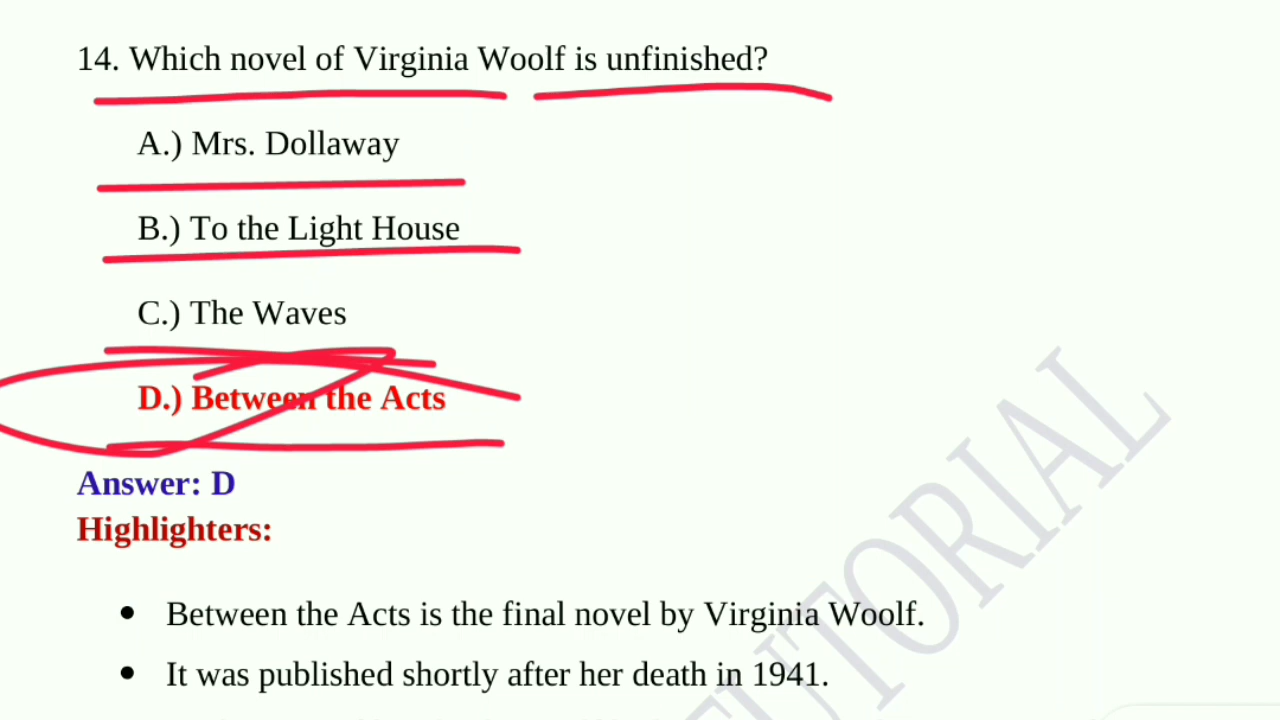 14. Which novel of Virginia Woolf is unfinished?
A.) Mrs. Dollaway
B.) To the Light House
C.) The Waves
D.) Between the Acts
Answer: D
Highlighters:
• Between the Acts is the final novel by Virginia Woolf.
• It was published shortly after her death in 1941.
TUTORIAL